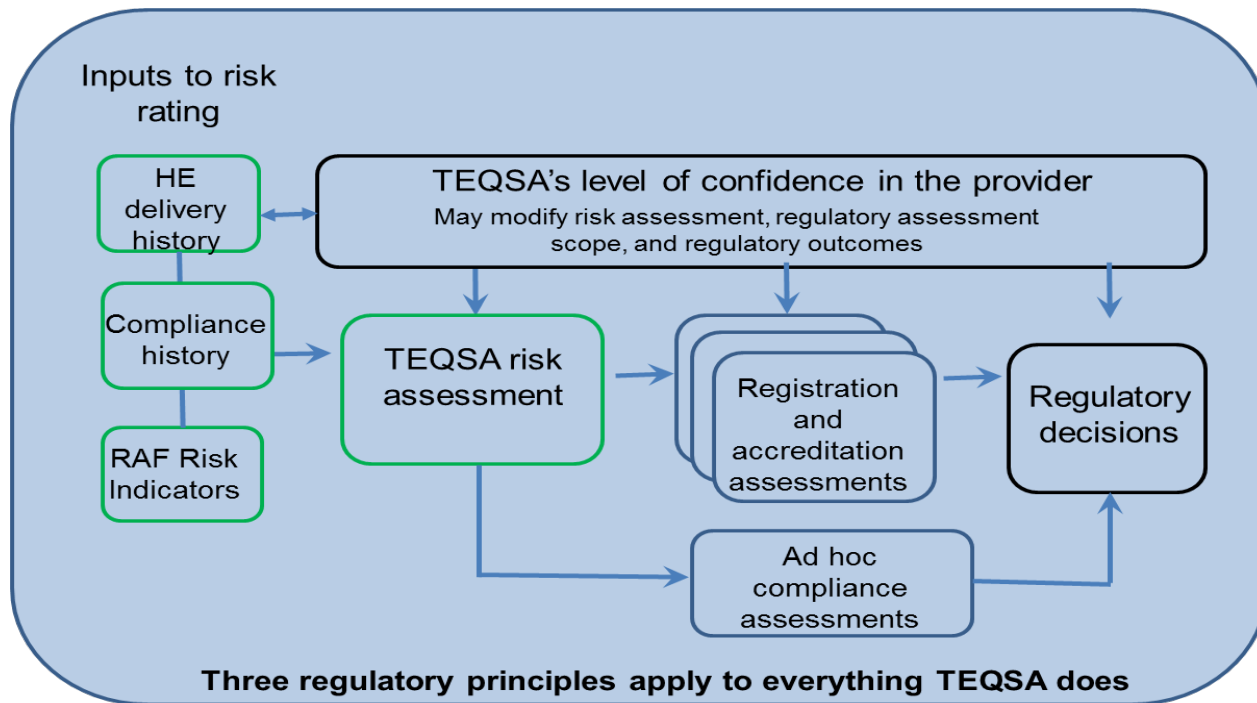 Inputs to risk
rating
HE
delivery
history
TEQSA's level of confidence in the provider
May modify risk assessment, regulatory assessment
scope, and regulatory outcomes
Compliance
history
TEQSA risk
assessment
Registration
and
accreditation
assessments
Regulatory
decisions
RAF Risk
Indicators
Ad hoc
compliance
assessments
Three regulatory principles apply to everything TEQSA does